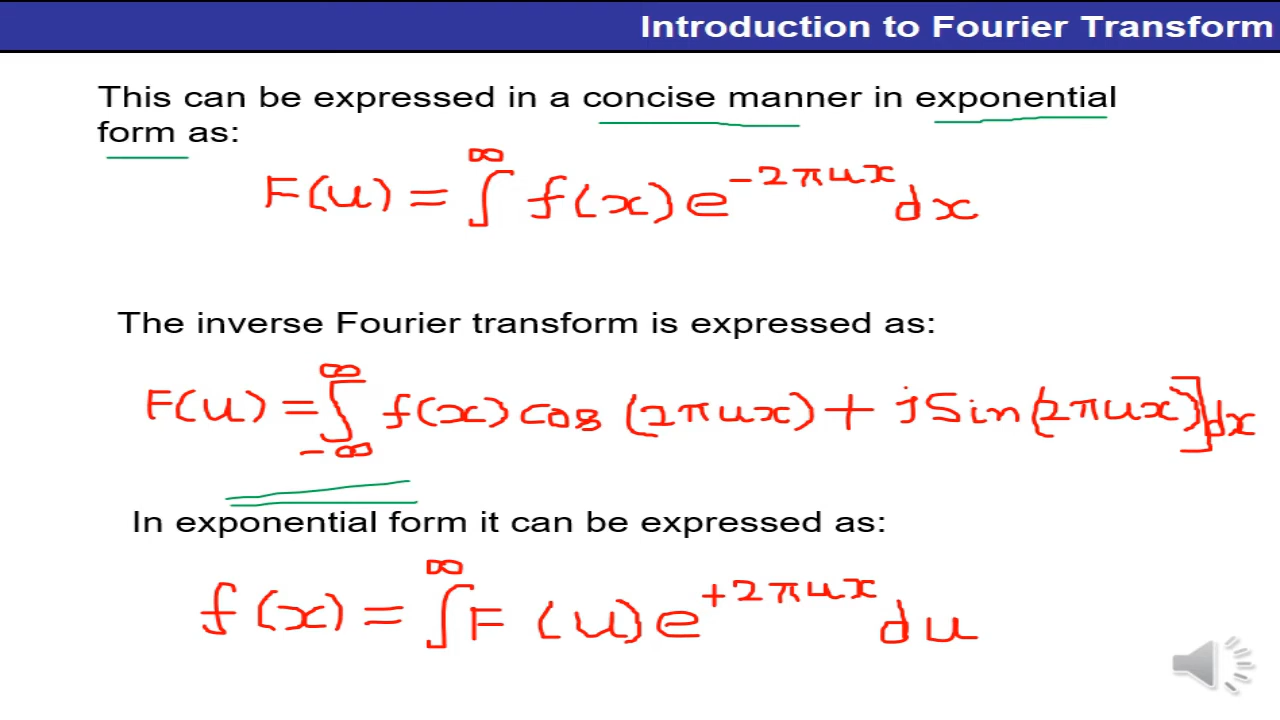 Introduction to Fourier Transform
This can be expressed in a concise manner in exponential
form as:
F(u) = ∫^∞ f(x) e^{-2πux} dx
The inverse Fourier transform is expressed as:
F(u) = ∫_{-∞}^{∞} f(x) cos (2πux) + j Sin (2πux)] dx
In exponential form it can be expressed as:
f(x) = ∫^∞ F(u) e^{+2πux} du